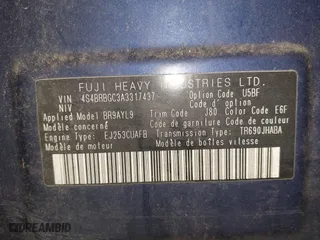 FUJI HEAVY INDUSTRIES LTD.
VIN 4S4BRBGC3A3317437 Option Code U5BF
NIV Code d'option
Applied Model BR9AYL9 Trim Code J80 Color Code E6F
Modèle Code de garniture Code de couleur
Engine Type: EJ253CUAFB Transmission Type: TR690JHABA
Modèle de moteur Modèle de boîtes vitesse
DREAMBID